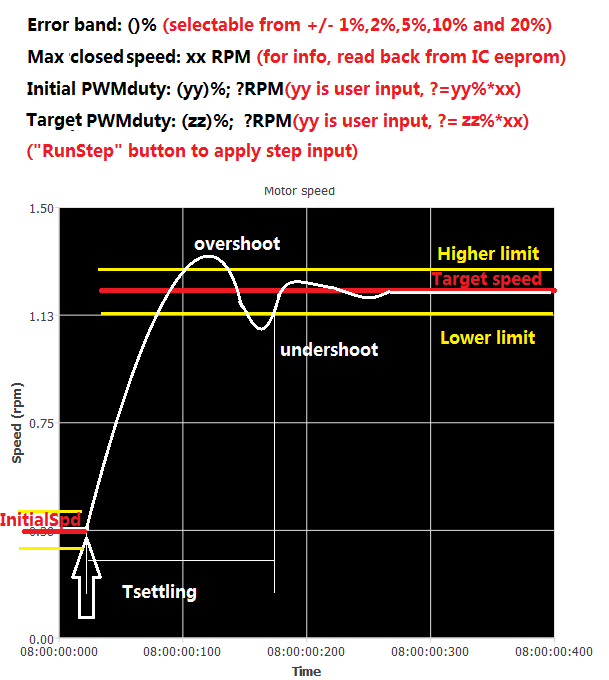 Error band: ()% (selectable from +/- 1%,2%,5%,10% and 20%)
Max closed speed: xx RPM (for info, read back from IC eeprom)
Initial PWMduty: (yy)%; ?RPM(yy is user input, ?=yy%*xx)
Target PWMduty: (zz)%; ?RPM(yy is user input, ?= zz%*xx)
("RunStep" button to apply step input)
Motor speed
1.50
overshoot
Higher limit
Target speed
1.13
Lower limit
undershoot
0.75
Speed (rpm)
InitialSpd
Tsettling
0.00
08:00:00:000
08:00:00:100
08:00:00:200
08:00:00:300
08:00:00:400
Time